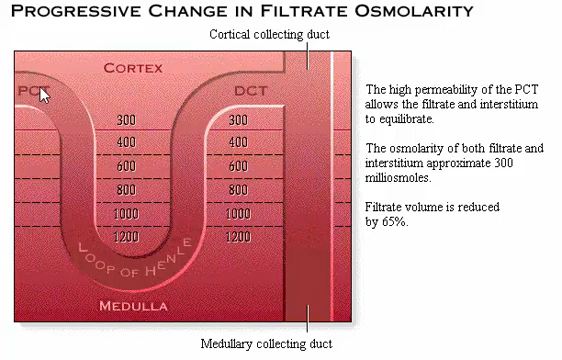 PROGRESSIVE CHANGE IN FILTRATE OSMOLARITY
Cortical collecting duct
CORTEX
PCT
DCT
300 300
400 400
600 600
800 800
1000 1000
1200 1200
LOOP OF HENLE
MEDULLA
Medullary collecting duct
The high permeability of the PCT
allows the filtrate and interstitium
to equilibrate.
The osmolarity of both filtrate and
interstitium approximate 300
milliosmoles.
Filtrate volume is reduced
by 65%.